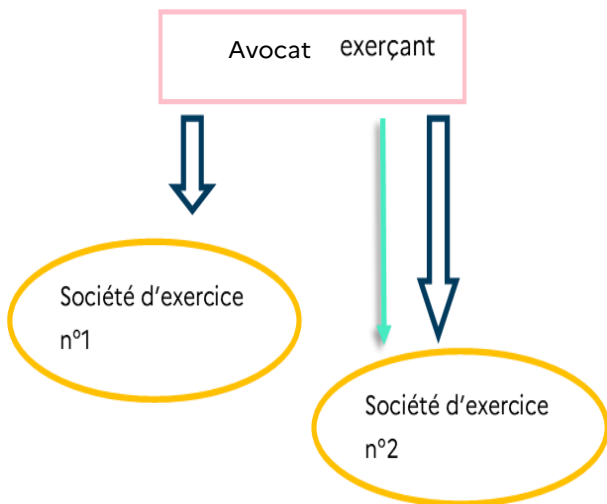 Avocat exerçant
Société d’exercice
n°1
Société d’exercice
n°2